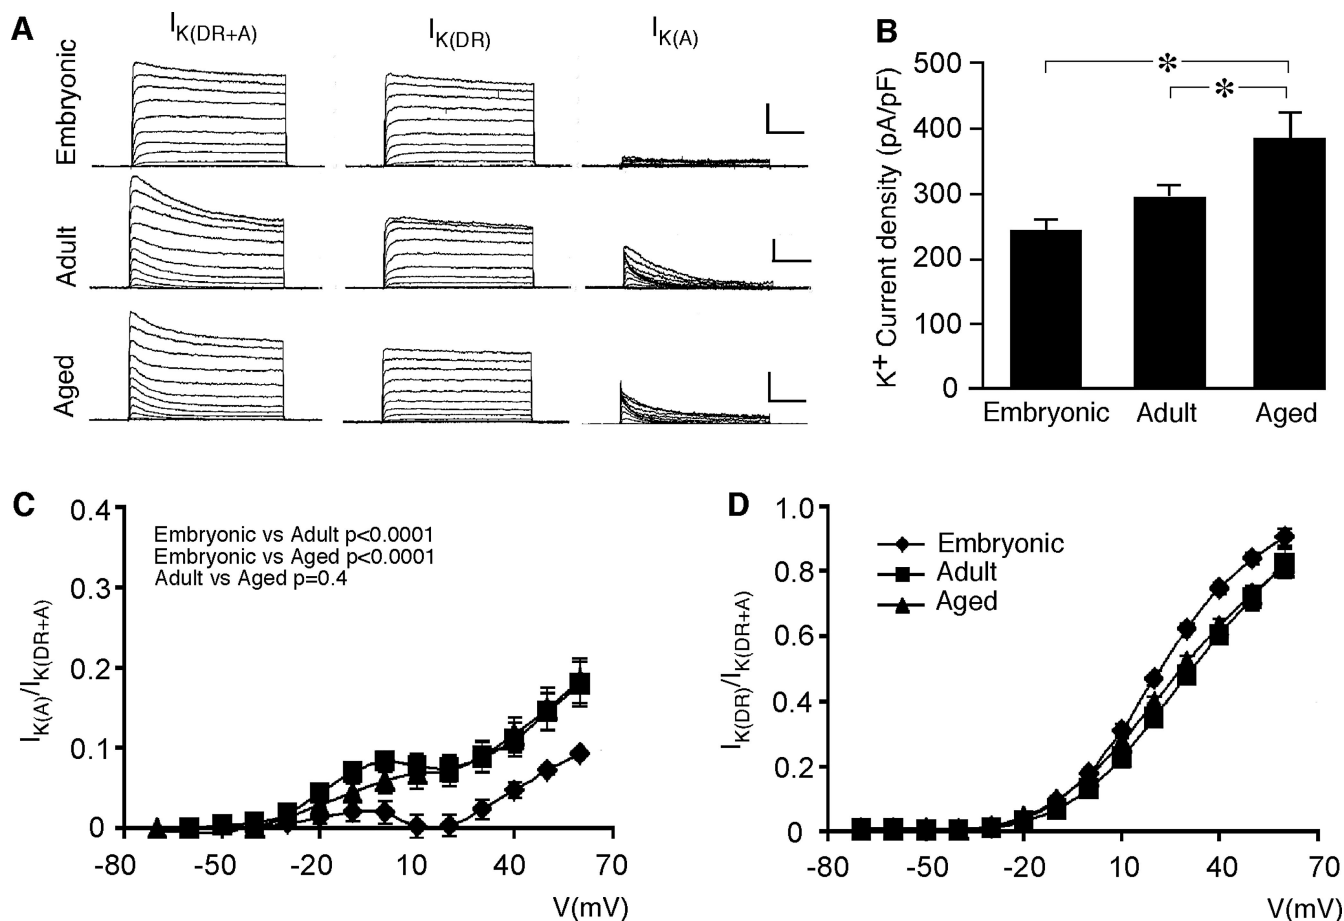 A
I K(DR+A)
I K(DR)
I K(A)
Embryonic
Adult
Aged
B
K+ Current density (pA/pF)
500
400
300
200
100
0
*
*
Embryonic Adult Aged
C
I K(A)/I K(DR+A)
0.4
0.3
0.2
0.1
0
Embryonic vs Adult p<0.0001
Embryonic vs Aged p<0.0001
Adult vs Aged p=0.4
-80 -50 -20 10 40 70
V(mV)
D
I K(DR)/I K(DR+A)
1.0
0.8
0.6
0.4
0.2
0
Embryonic
Adult
Aged
-80 -50 -20 10 40 70
V(mV)